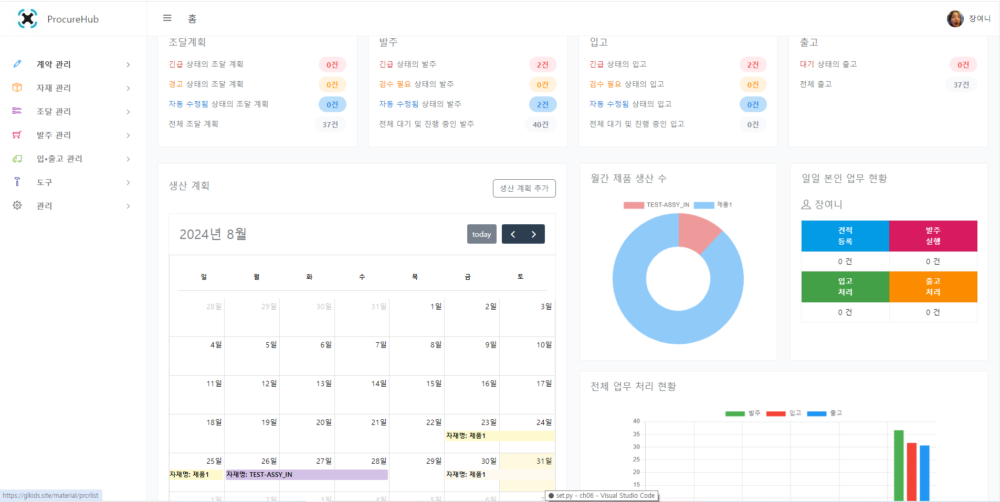 ProcureHub
홈
장여니
계약 관리
자재 관리
조달 관리
발주 관리
입•출고 관리
도구
관리
조달계획
긴급 상태의 조달 계획 0건
경고 상태의 조달 계획 0건
자동 수정됨 상태의 조달 계획 0건
전체 조달 계획 37건
발주
긴급 상태의 발주 2건
검수 필요 상태의 발주 0건
자동 수정됨 상태의 발주 2건
전체 대기 및 진행 중인 발주 40건
입고
긴급 상태의 입고 2건
검수 필요 상태의 입고 0건
자동 수정됨 상태의 입고 0건
전체 대기 및 진행 중인 입고 0건
출고
대기 상태의 출고 0건
전체 출고 37건
생산 계획
생산 계획 추가
2024년 8월
today
일 월 화 수 목 금 토
28일 29일 30일 31일 1일 2일 3일
4일 5일 6일 7일 8일 9일 10일
11일 12일 13일 14일 15일 16일 17일
18일 19일 20일 21일 22일 23일 24일
자재명: 제품1
25일 26일 27일 28일 29일 30일 31일
자재명: 제품1 자재명: TEST-ASSY_IN 자재명: 제품1
1일 2일 3일 4일 5일 6일 7
월간 제품 생산 수
TEST-ASSY_IN 제품1
일일 본인 업무 현황
장여니
견적 등록 발주 실행
0 건 0 건
입고 처리 출고 처리
0 건 0 건
전체 업무 처리 현황
발주 입고 출고
40
35
30
25
20
15
https://glkids.site/material/prcrlist
set.py - ch06 - Visual Studio Code